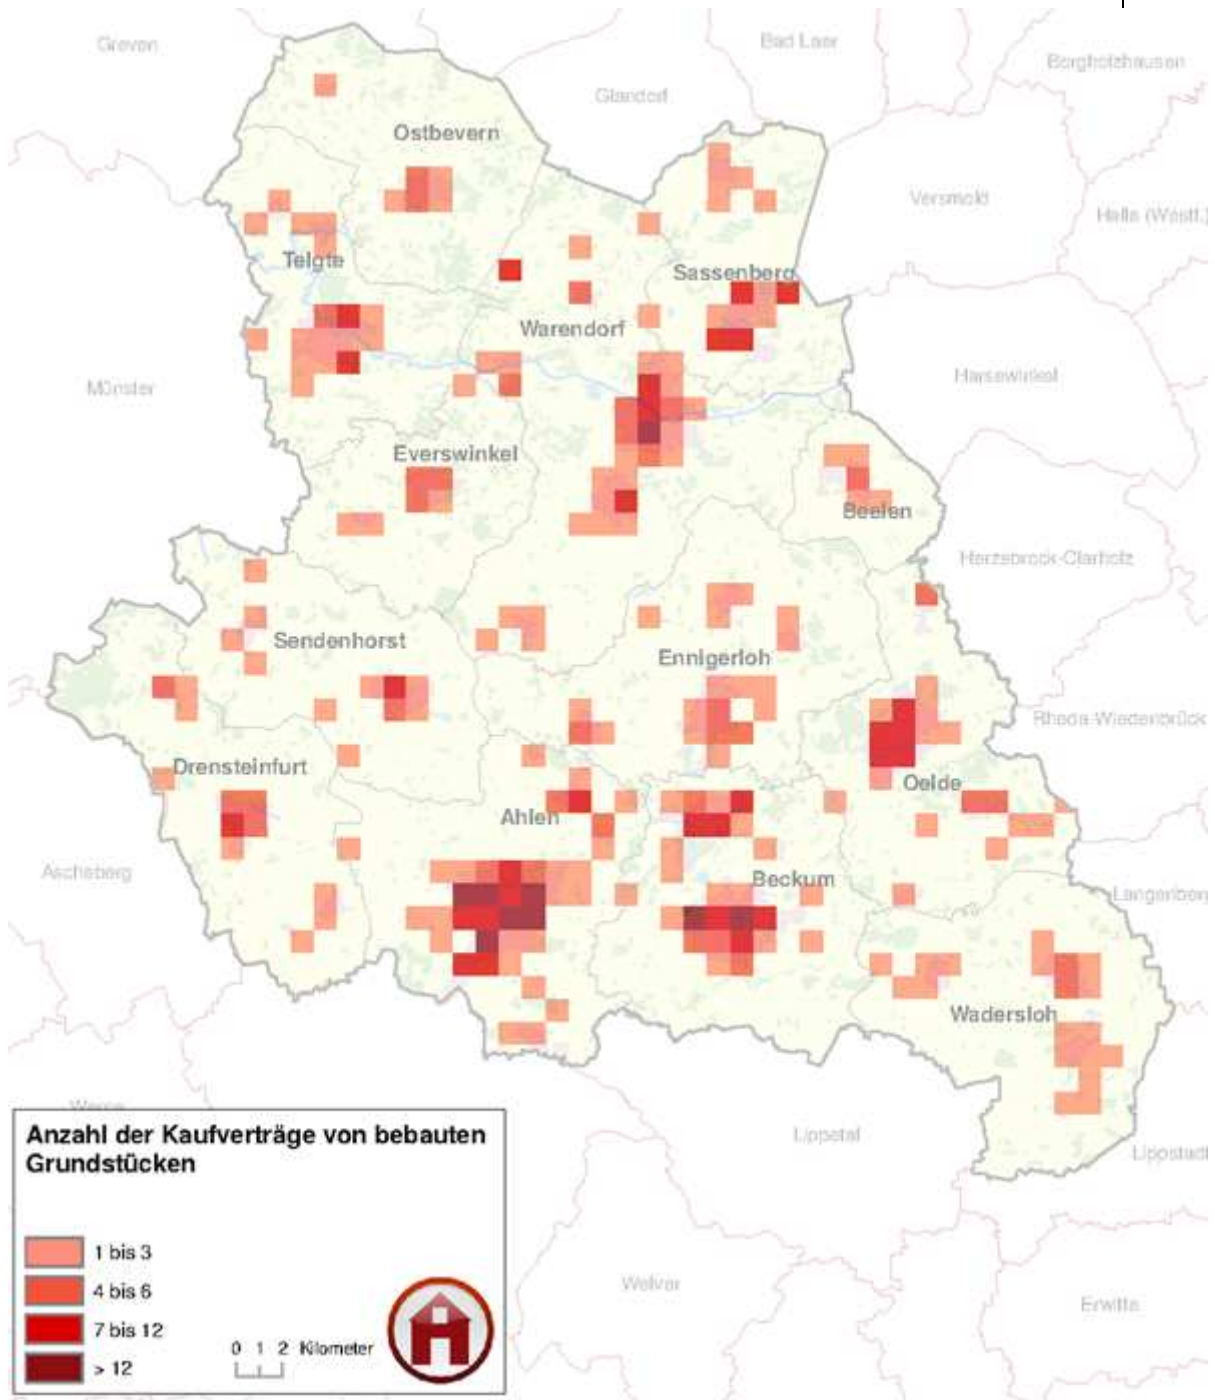 Greven
Bad Laer
Borgholzhausen
Glandorf
Ostbevern
Versmold
Halle (Westf.)
Telgte
Sassenberg
Warendorf
Münster
Harsewinkel
Everswinkel
Beelen
Herzebrock-Clarholz
Sendenhorst
Ennigerloh
Rheda-Wiedenbrück
Drensteinfurt
Oelde
Ahlen
Ascheberg
Beckum
Langenberg
Wadersloh
Werne
Lippetal
Lippstadt
Welver
Erwitte
Anzahl der Kaufverträge von bebauten
Grundstücken
1 bis 3
4 bis 6
7 bis 12
> 12
0 1 2 Kilometer